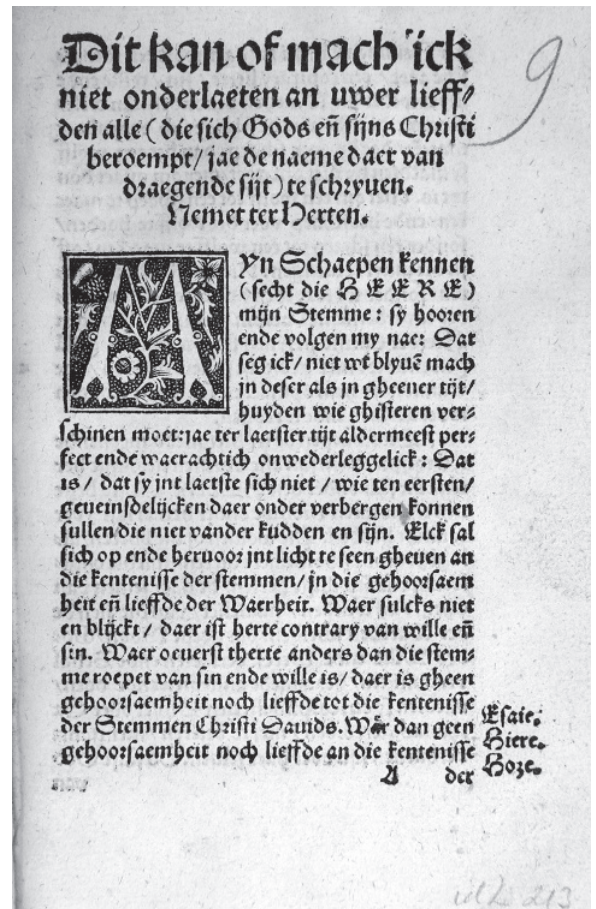 Dit kan of mach ick
niet onderlaeten an uwer lieff⸗
den alle (die sich Gods eñ sijns Christi
beroempt/ jae de naeme daer van
draegende sijt) te schryuen.
Nemet ter Herten.
9
MYn Schaepen kennen
(secht die HEERE)
mijn Stemme: sy hooren
ende volgen my nae: Dat
seg ick/ niet wt blyuē mach
jn deser als jn gheener tijt/
huyden wie ghisteren ver⸗
schinen moet: jae ter laetster tijt aldermeest per⸗
fect ende waerachtich onwederleggelick: Dat
is / dat sy jnt laetste sich niet / wie ten eersten/
geueinsdelijcken daer onder verbergen konnen
sullen die niet vander kudden en sijn. Elck sal
sich op ende heruoor jnt licht te seen gheuen an
die kentenisse der stemmen/ jn die gehoorsaem
heit eñ lieffde der Waerheit. Waer sulcks niet
en blijckt / daer ist herte contrary van wille eñ
sin. Waer oeuerst therte anders dan die stem⸗
me roepet van sin ende wille is/ daer is gheen
gehoorsaemheit noch lieffde tot die kentenisse
der Stemmen Christi Dauids. Wår dan geen
gehoorsaemheit noch lieffde an die kentenisse
Esaie.
Hiere.
Hoze.
A der
213